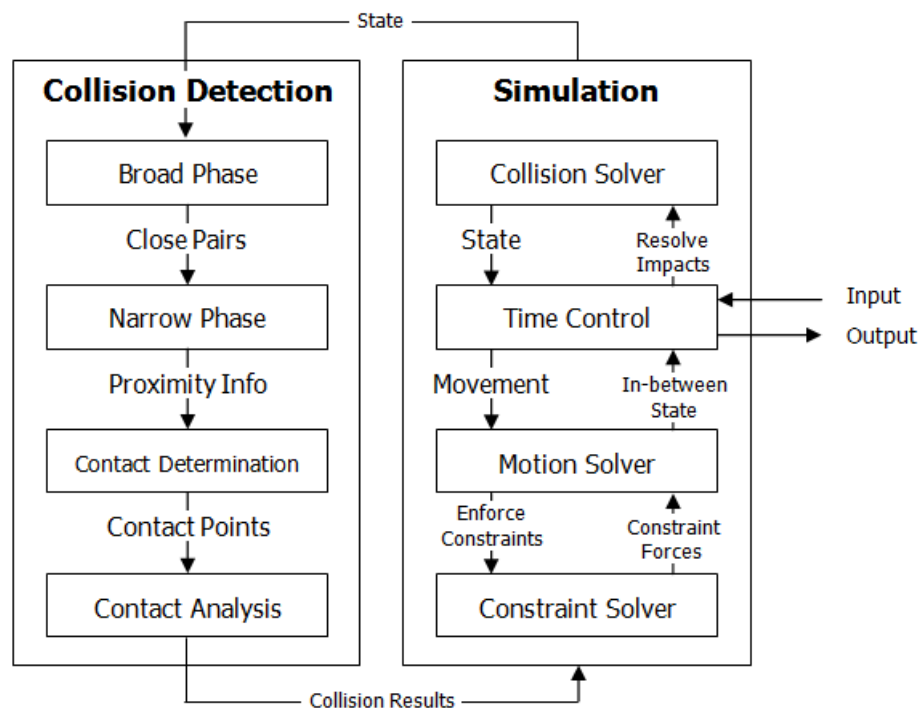 State
Collision Detection
Broad Phase
Close Pairs
Narrow Phase
Proximity Info
Contact Determination
Contact Points
Contact Analysis
Simulation
Collision Solver
State
Resolve
Impacts
Time Control
Input
Output
Movement
In-between
State
Motion Solver
Enforce
Constraints
Constraint
Forces
Constraint Solver
Collision Results